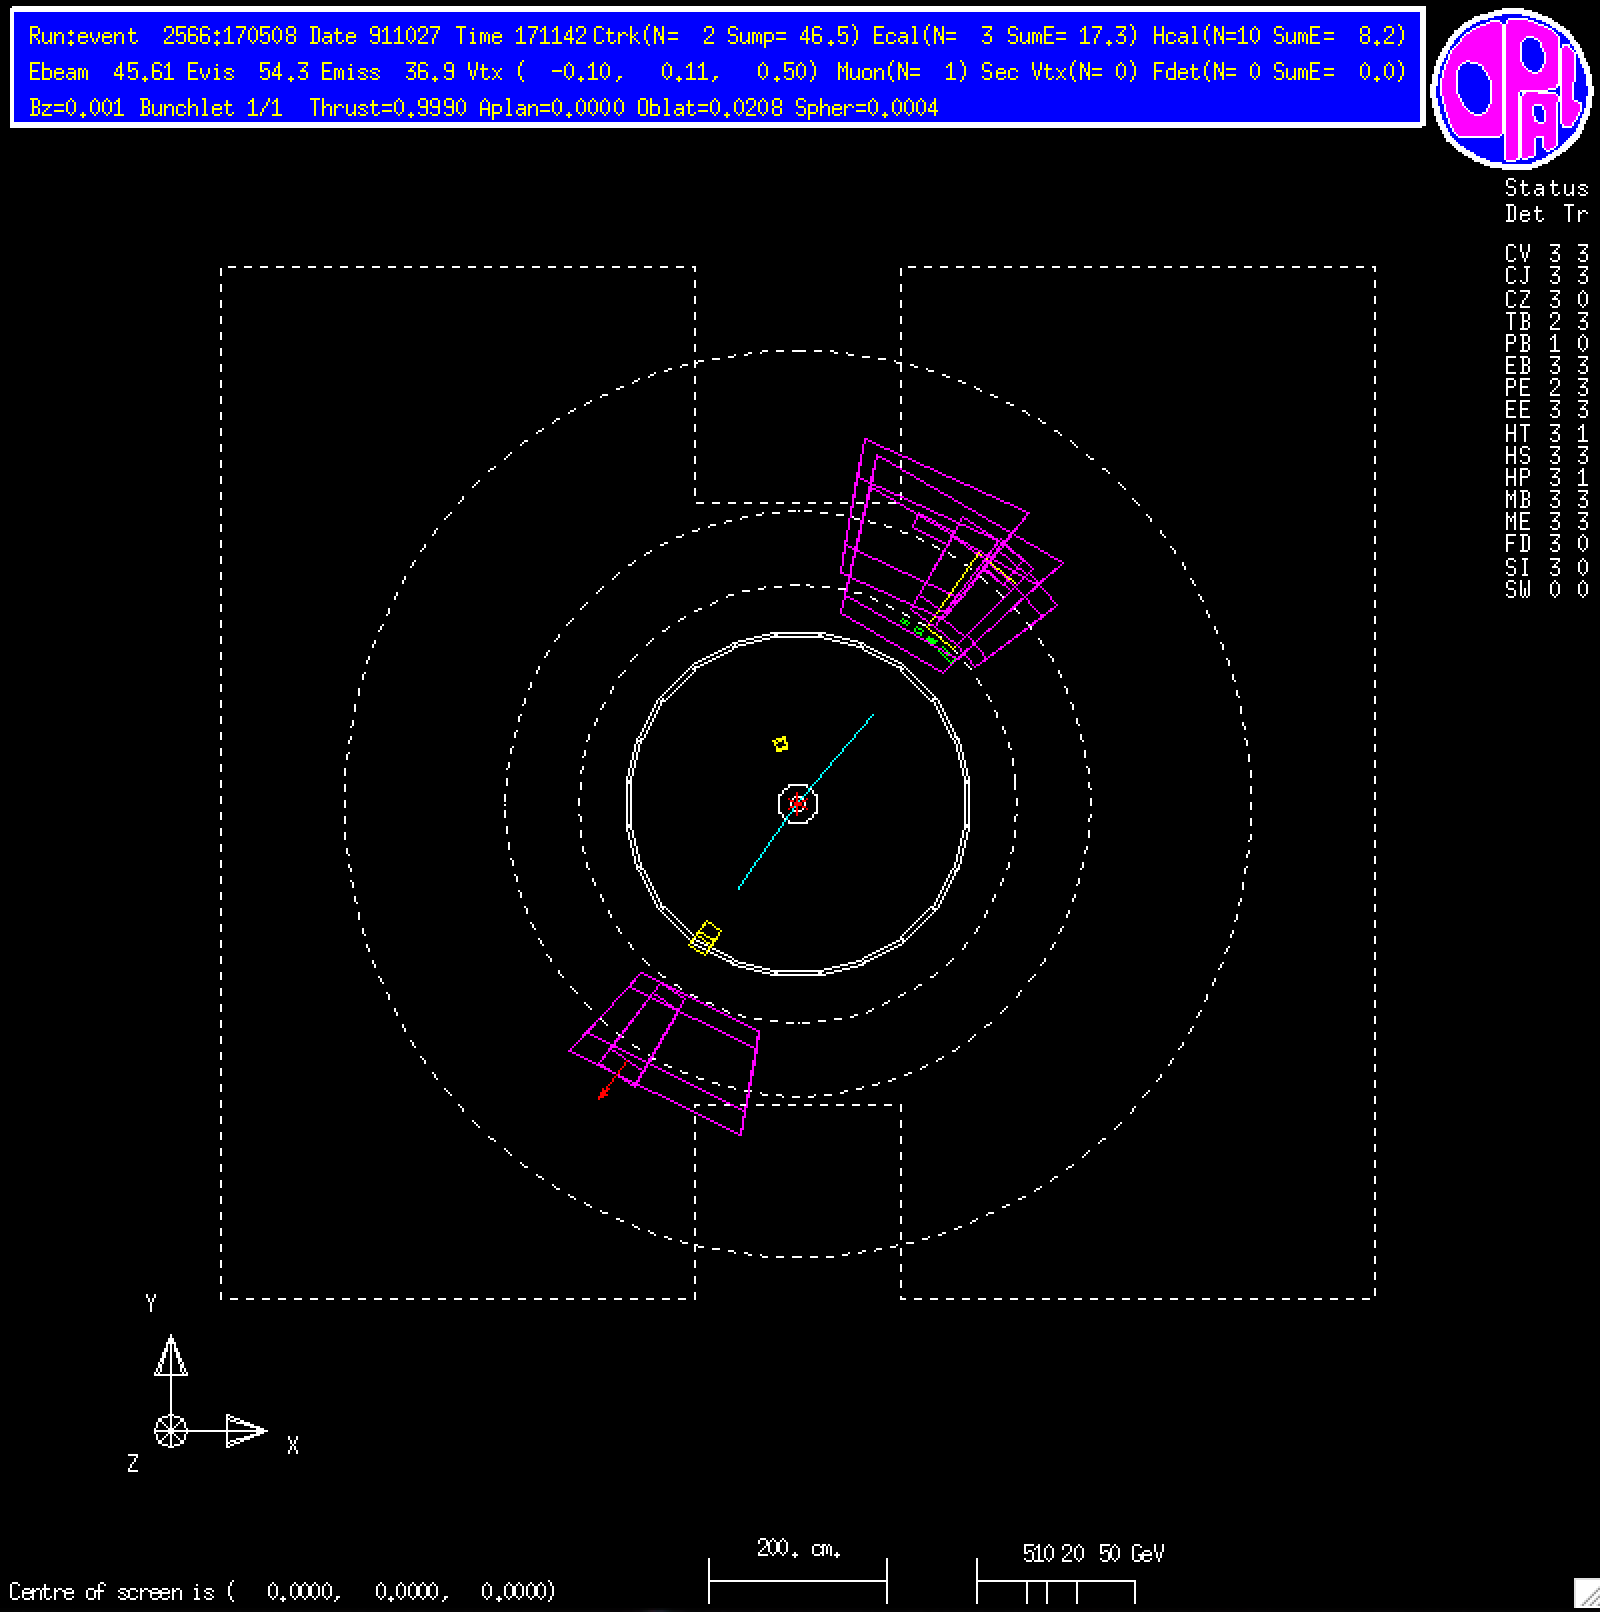 Run:event 2566:170508 Date 911027 Time 171142 Ctrk(N= 2 Sump= 46.5) Ecal(N= 3 SumE= 17.3) Hcal(N=10 SumE= 8.2)
Ebeam 45.61 Evis 54.3 Emiss 36.9 Vtx ( -0.10, 0.11, 0.50) Muon(N= 1) Sec Vtx(N= 0) Fdet(N= 0 SumE= 0.0)
Bz=0.001 Bunchlet 1/1 Thrust=0.9990 Aplan=0.0000 Oblat=0.0208 Spher=0.0004
OPAL
Status
Det Tr
CV 3 3
CJ 3 3
CZ 3 0
TB 2 3
PB 1 0
EB 3 3
PE 2 3
EE 3 3
HT 3 1
HS 3 3
HP 3 1
MB 3 3
ME 3 3
FD 3 0
SI 3 0
SW 0 0
Y
X
Z
200. cm.
510 20 50 GeV
Centre of screen is ( 0.0000, 0.0000, 0.0000)